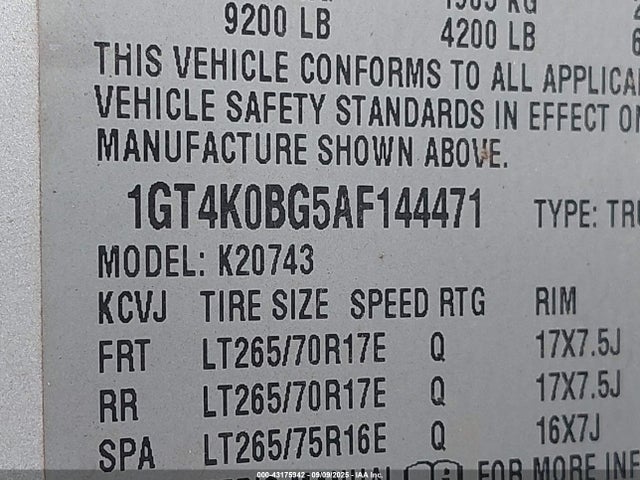 9200 LB 4200 LB
THIS VEHICLE CONFORMS TO ALL
VEHICLE SAFETY STANDARDS IN EFFECT
MANUFACTURE SHOWN ABOVE.
1GT4K0BG5AF144471 TYPE:
MODEL: K20743
KCVJ TIRE SIZE SPEED RTG RIM
FRT LT265/70R17E Q 17X7.5J
RR LT265/70R17E Q 17X7.5J
SPA LT265/75R16E Q 16X7J
FOR MORE
000-43175942 - 09/09/2025 - IAA Inc.